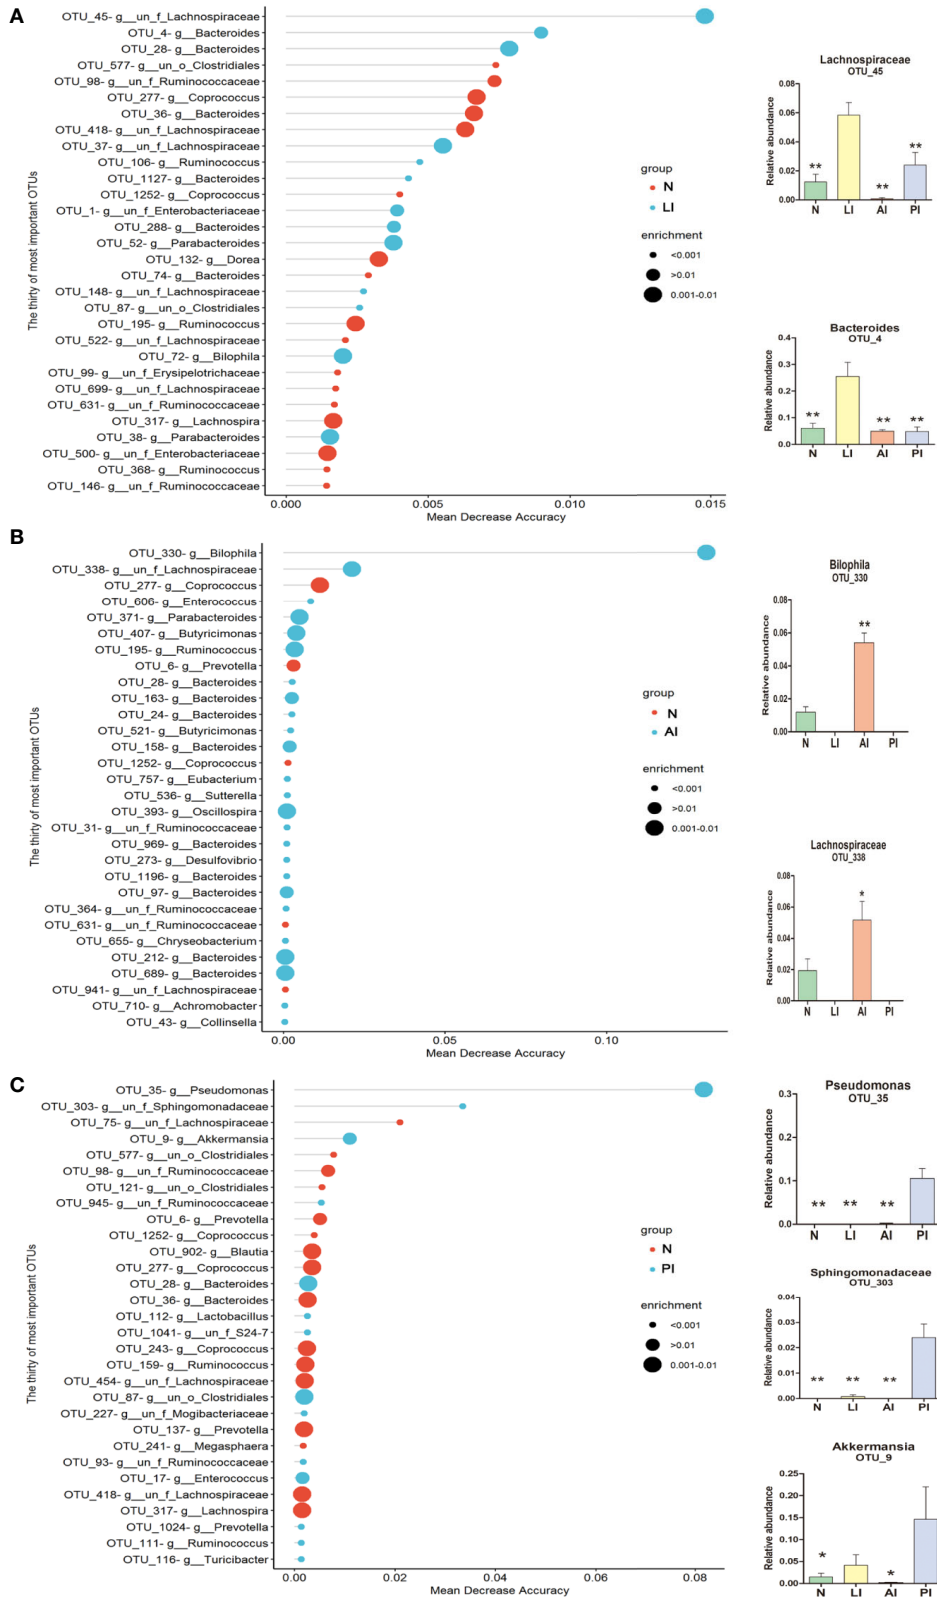 A
The thirty of most important OTUs
OTU_45- g__un_f_Lachnospiraceae
OTU_4- g__Bacteroides
OTU_28- g__Bacteroides
OTU_577- g__un_o_Clostridiales
OTU_98- g__un_f_Ruminococcaceae
OTU_277- g__Coprococcus
OTU_36- g__Bacteroides
OTU_418- g__un_f_Lachnospiraceae
OTU_37- g__un_f_Lachnospiraceae
OTU_106- g__Ruminococcus
OTU_1127- g__Bacteroides
OTU_1252- g__Coprococcus
OTU_1- g__un_f_Enterobacteriaceae
OTU_288- g__Bacteroides
OTU_52- g__Parabacteroides
OTU_132- g__Dorea
OTU_74- g__Bacteroides
OTU_148- g__un_f_Lachnospiraceae
OTU_87- g__un_o_Clostridiales
OTU_195- g__Ruminococcus
OTU_522- g__un_f_Lachnospiraceae
OTU_72- g__Bilophila
OTU_99- g__un_f_Erysipelotrichaceae
OTU_699- g__un_f_Lachnospiraceae
OTU_631- g__un_f_Ruminococcaceae
OTU_317- g__Lachnospira
OTU_38- g__Parabacteroides
OTU_500- g__un_f_Enterobacteriaceae
OTU_368- g__Ruminococcus
OTU_146- g__un_f_Ruminococcaceae
0.000 0.005 0.010 0.015
Mean Decrease Accuracy
group
N
LI
enrichment
<0.001
>0.01
0.001-0.01
Lachnospiraceae
OTU_45
Relative abundance
0.08
0.06
0.04
0.02
0.00
** ** **
N LI AI PI
Bacteroides
OTU_4
Relative abundance
0.4
0.3
0.2
0.1
0.0
** ** **
N LI AI PI
B
The thirty of most important OTUs
OTU_330- g__Bilophila
OTU_338- g__un_f_Lachnospiraceae
OTU_277- g__Coprococcus
OTU_606- g__Enterococcus
OTU_371- g__Parabacteroides
OTU_407- g__Butyricimonas
OTU_195- g__Ruminococcus
OTU_6- g__Prevotella
OTU_28- g__Bacteroides
OTU_163- g__Bacteroides
OTU_24- g__Bacteroides
OTU_521- g__Butyricimonas
OTU_158- g__Bacteroides
OTU_1252- g__Coprococcus
OTU_757- g__Eubacterium
OTU_536- g__Sutterella
OTU_393- g__Oscillospira
OTU_31- g__un_f_Ruminococcaceae
OTU_969- g__Bacteroides
OTU_273- g__Desulfovibrio
OTU_1196- g__Bacteroides
OTU_97- g__Bacteroides
OTU_364- g__un_f_Ruminococcaceae
OTU_631- g__un_f_Ruminococcaceae
OTU_655- g__Chryseobacterium
OTU_212- g__Bacteroides
OTU_689- g__Bacteroides
OTU_941- g__un_f_Lachnospiraceae
OTU_710- g__Achromobacter
OTU_43- g__Collinsella
0.00 0.05 0.10
Mean Decrease Accuracy
group
N
AI
enrichment
<0.001
>0.01
0.001-0.01
Bilophila
OTU_330
Relative abundance
0.08
0.06
0.04
0.02
0.00
**
N LI AI PI
Lachnospiraceae
OTU_338
Relative abundance
0.08
0.06
0.04
0.02
0.00
*
N LI AI PI
C
The thirty of most important OTUs
OTU_35- g__Pseudomonas
OTU_303- g__un_f_Sphingomonadaceae
OTU_75- g__un_f_Lachnospiraceae
OTU_9- g__Akkermansia
OTU_577- g__un_o_Clostridiales
OTU_98- g__un_f_Ruminococcaceae
OTU_121- g__un_o_Clostridiales
OTU_945- g__un_f_Ruminococcaceae
OTU_6- g__Prevotella
OTU_1252- g__Coprococcus
OTU_902- g__Blautia
OTU_277- g__Coprococcus
OTU_28- g__Bacteroides
OTU_36- g__Bacteroides
OTU_112- g__Lactobacillus
OTU_1041- g__un_f_S24-7
OTU_243- g__Coprococcus
OTU_159- g__Ruminococcus
OTU_454- g__un_f_Lachnospiraceae
OTU_87- g__un_o_Clostridiales
OTU_227- g__un_f_Mogibacteriaceae
OTU_137- g__Prevotella
OTU_241- g__Megasphaera
OTU_93- g__un_f_Ruminococcaceae
OTU_17- g__Enterococcus
OTU_418- g__un_f_Lachnospiraceae
OTU_317- g__Lachnospira
OTU_1024- g__Prevotella
OTU_111- g__Ruminococcus
OTU_116- g__Turicibacter
0.00 0.02 0.04 0.06 0.08
Mean Decrease Accuracy
group
N
PI
enrichment
<0.001
>0.01
0.001-0.01
Pseudomonas
OTU_35
Relative abundance
0.3
0.2
0.1
0.0
** ** **
N LI AI PI
Sphingomonadaceae
OTU_303
Relative abundance
0.04
0.03
0.02
0.01
0.00
** ** **
N LI AI PI
Akkermansia
OTU_9
Relative abundance
0.25
0.20
0.15
0.10
0.05
0.00
* *
N LI AI PI